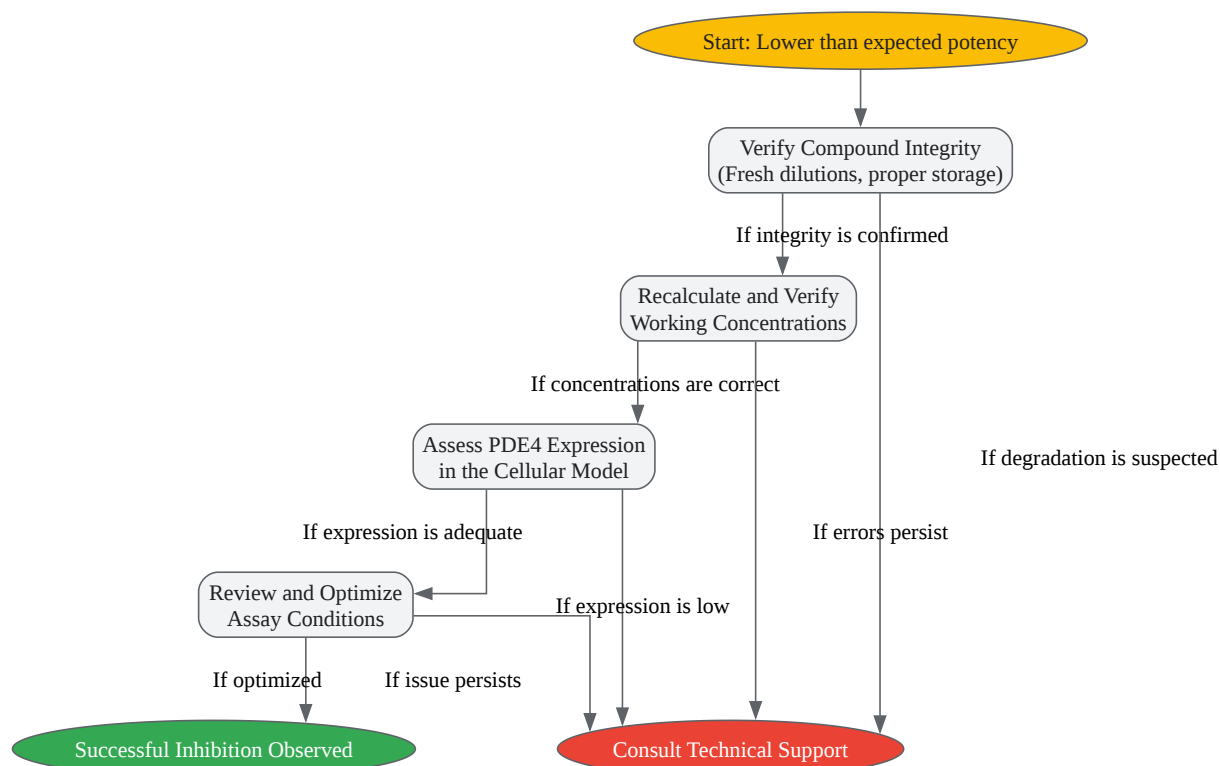 Start: Lower than expected potency
Verify Compound Integrity
(Fresh dilutions, proper storage)
If integrity is confirmed
Recalculate and Verify
Working Concentrations
If concentrations are correct
Assess PDE4 Expression
in the Cellular Model
If degradation is suspected
If expression is adequate
If errors persist
Review and Optimize
Assay Conditions
If expression is low
If optimized
If issue persists
Successful Inhibition Observed
Consult Technical Support